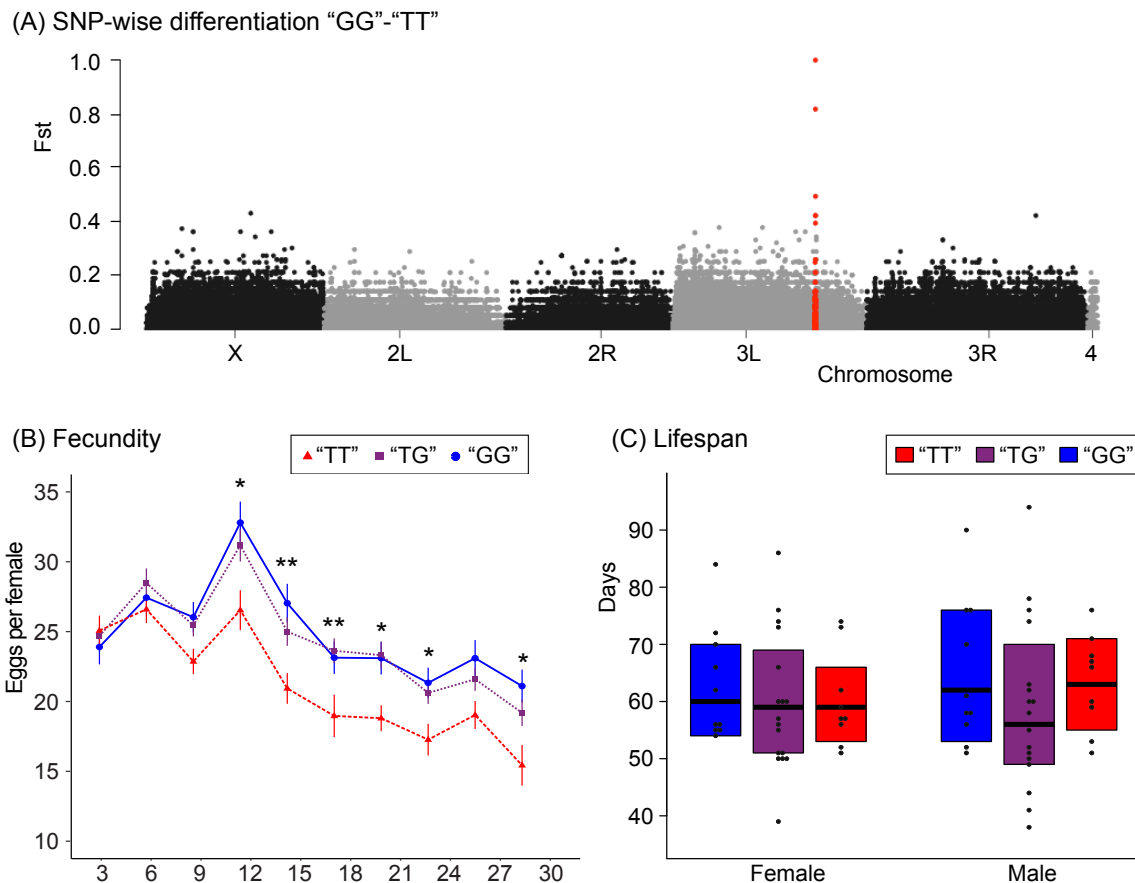 (A) SNP-wise differentiation “GG”-“TT”
1.0
0.8
0.6
0.4
0.2
0.0
Fst
X 2L 2R 3L 3R 4
Chromosome
(B) Fecundity
“TT” “TG” “GG”
35
30
25
20
15
10
Eggs per female
* ** ** * * *
3 6 9 12 15 18 21 24 27 30
(C) Lifespan
“TT” “TG” “GG”
90
80
70
60
50
40
Days
Female Male